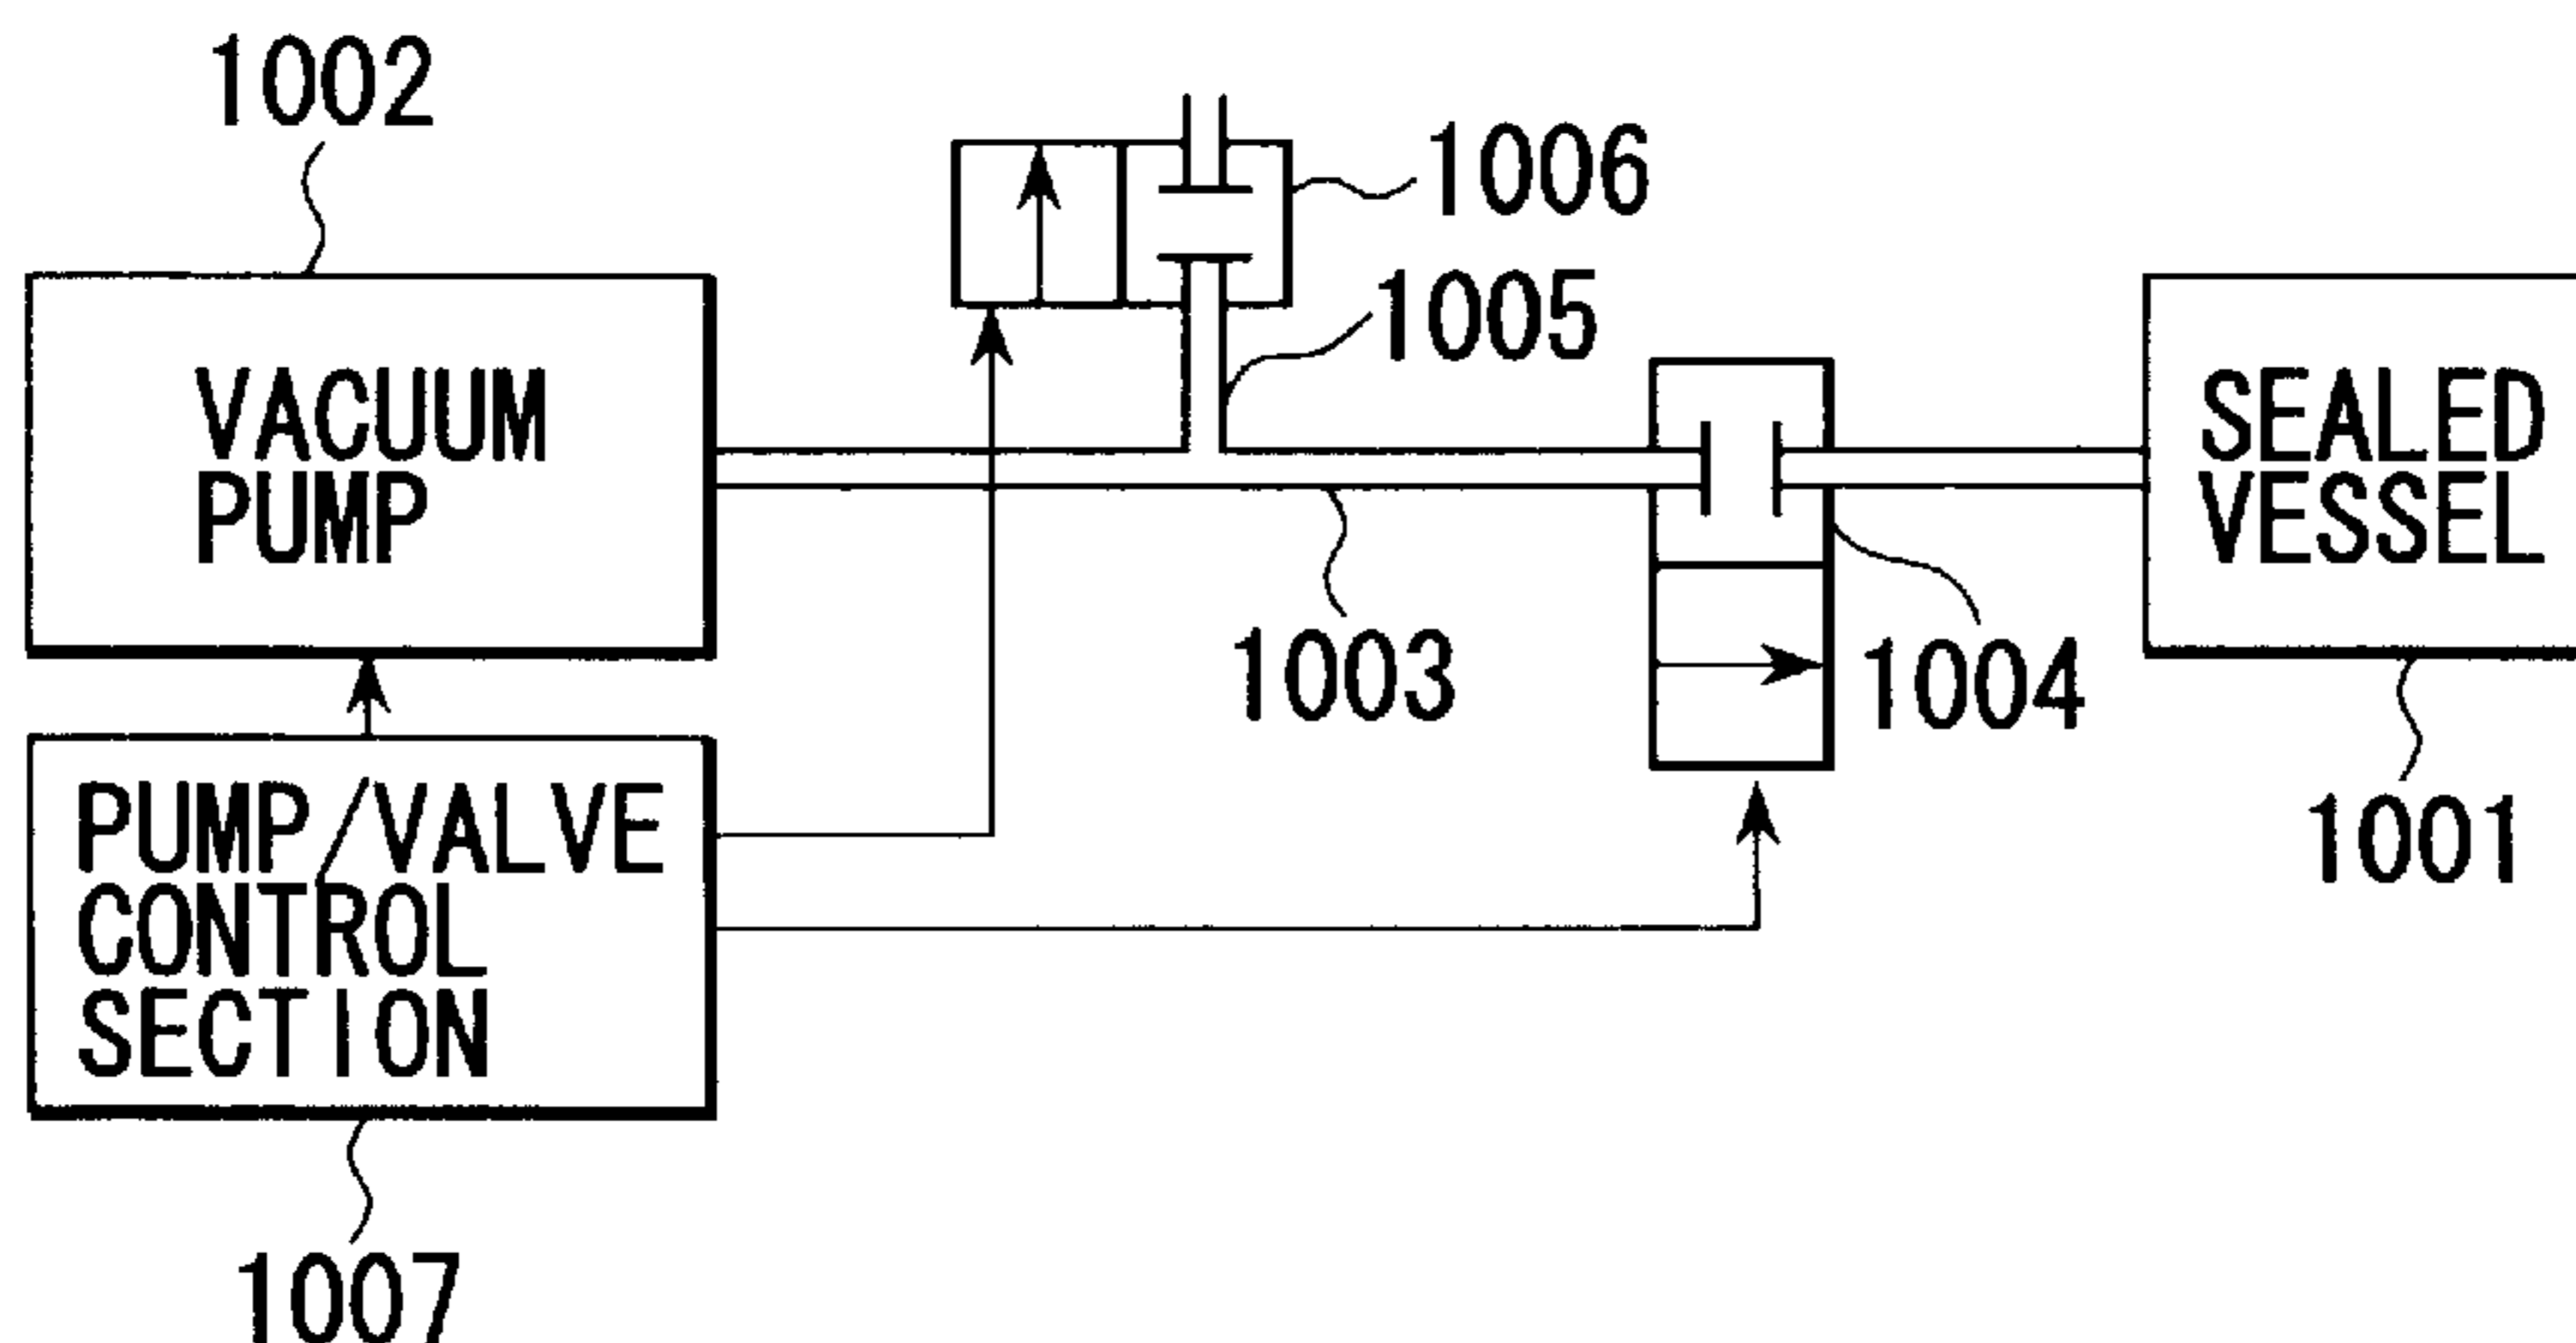 1002
1006
1005
VACUUM
PUMP
SEALED
VESSEL
1003
1004
PUMP/VALVE
CONTROL
SECTION
1001
1007